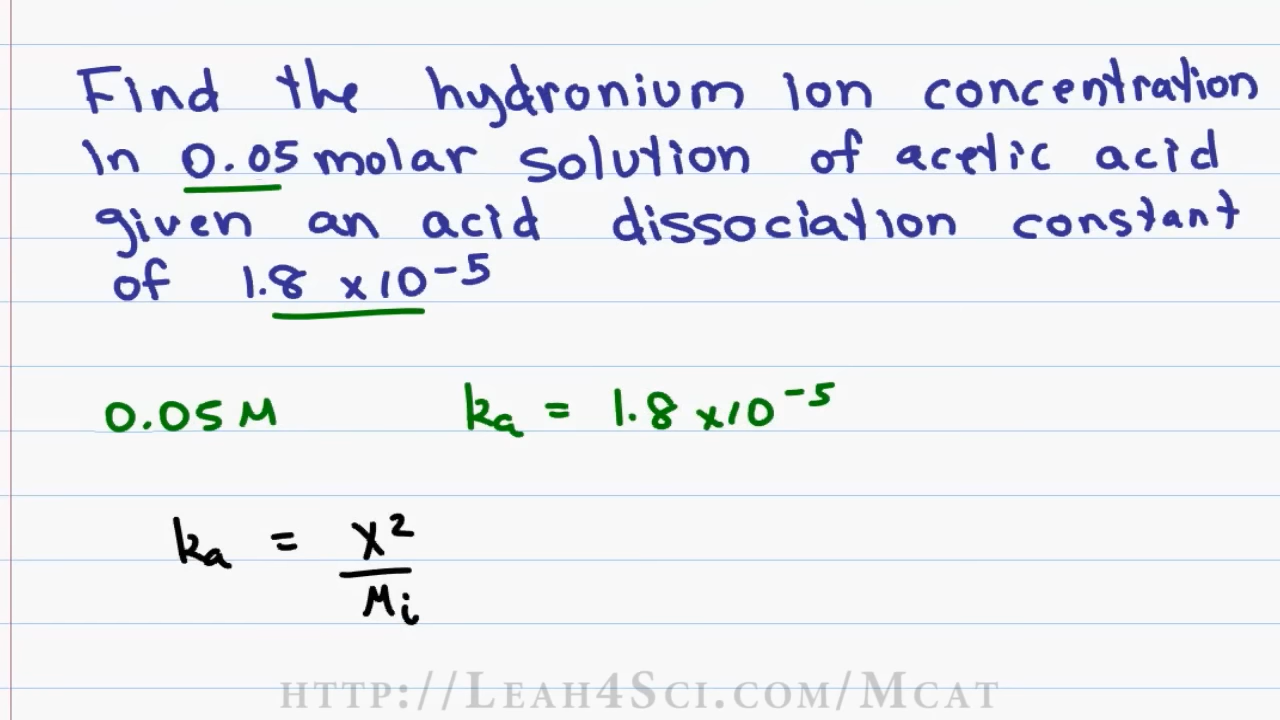 Find the hydronium ion concentration
in 0.05 molar solution of acetic acid
given an acid dissociation constant
of 1.8 x10⁻⁵
0.05 M ka = 1.8 x10⁻⁵
ka = X²/Mi
HTTP://LEAH4SCI.COM/MCAT